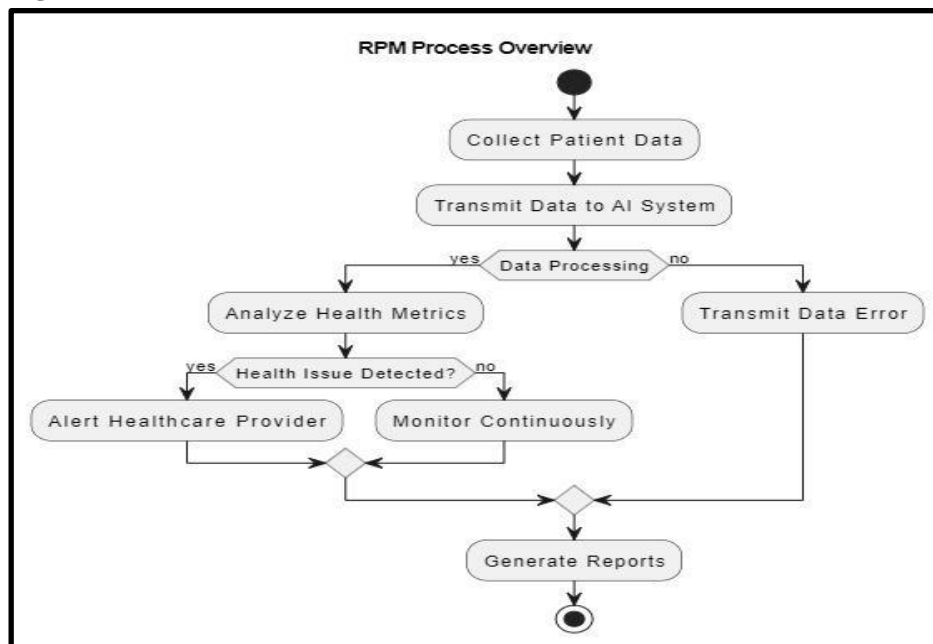 RPM Process Overview
Collect Patient Data
Transmit Data to AI System
yes
Data Processing
no
Analyze Health Metrics
Transmit Data Error
yes
Health Issue Detected?
no
Alert Healthcare Provider
Monitor Continuously
Generate Reports